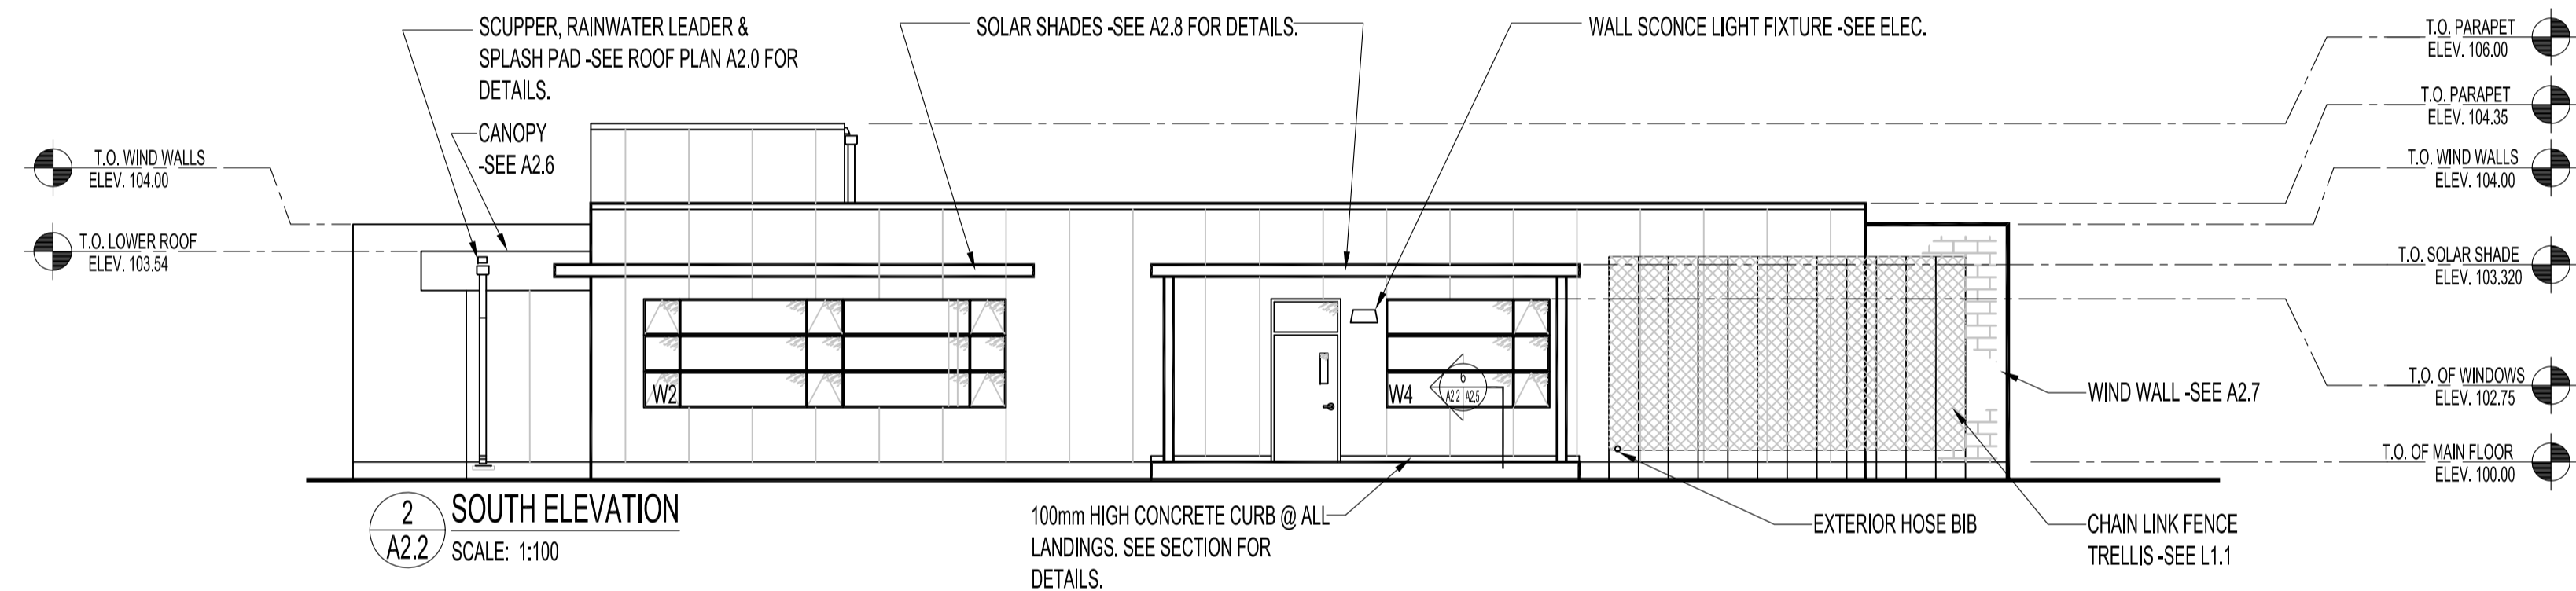 SCUPPER, RAINWATER LEADER &
SPLASH PAD -SEE ROOF PLAN A2.0 FOR
DETAILS.
CANOPY
-SEE A2.6
SOLAR SHADES -SEE A2.8 FOR DETAILS.
WALL SCONCE LIGHT FIXTURE -SEE ELEC.
T.O. PARAPET
ELEV. 106.00
T.O. PARAPET
ELEV. 104.35
T.O. WIND WALLS
ELEV. 104.00
T.O. SOLAR SHADE
ELEV. 103.320
T.O. OF WINDOWS
ELEV. 102.75
T.O. OF MAIN FLOOR
ELEV. 100.00
T.O. WIND WALLS
ELEV. 104.00
T.O. LOWER ROOF
ELEV. 103.54
W2
W4
6
A2.2 A2.5
WIND WALL -SEE A2.7
2
A2.2
SOUTH ELEVATION
SCALE: 1:100
100mm HIGH CONCRETE CURB @ ALL
LANDINGS. SEE SECTION FOR
DETAILS.
EXTERIOR HOSE BIB
CHAIN LINK FENCE
TRELLIS -SEE L1.1